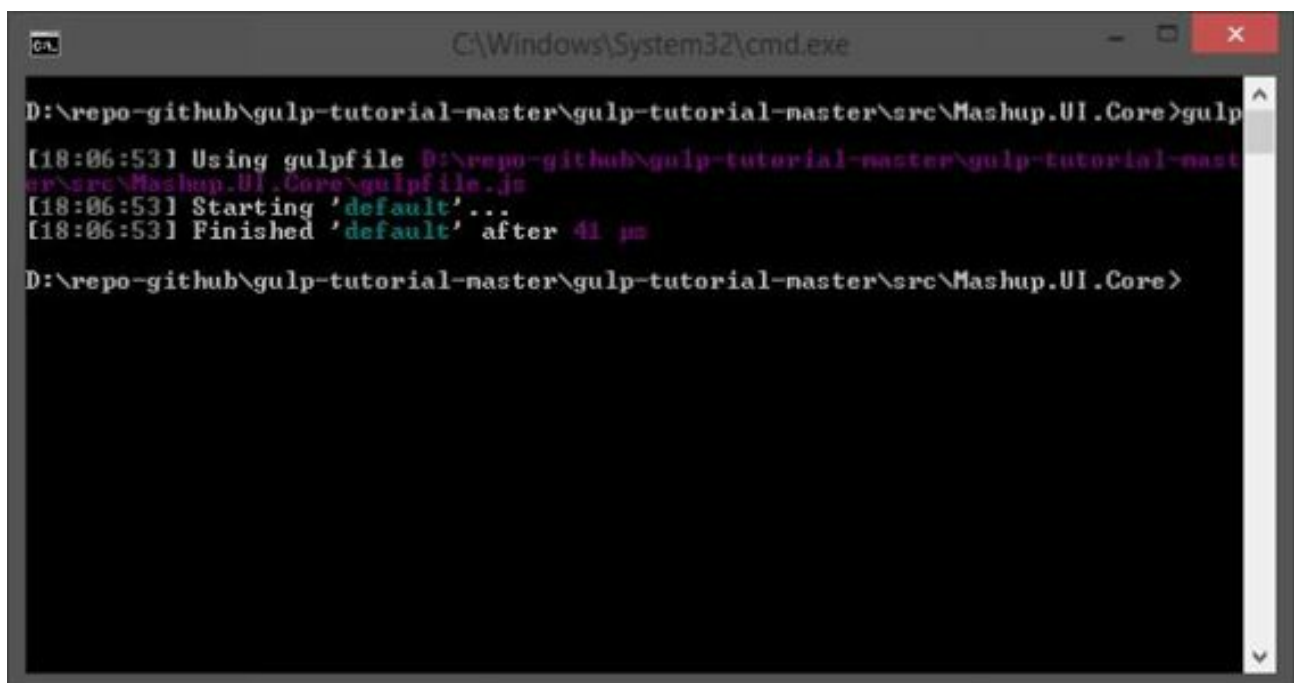 C:\Windows\System32\cmd.exe
D:\repo-github\gulp-tutorial-master\gulp-tutorial-master\src\Mashup.UI.Core>gulp
[18:06:53] Using gulpfile D:\repo-github\gulp-tutorial-master\gulp-tutorial-mast
er\src\Mashup.UI.Core\gulpfile.js
[18:06:53] Starting 'default'...
[18:06:53] Finished 'default' after 41 μs
D:\repo-github\gulp-tutorial-master\gulp-tutorial-master\src\Mashup.UI.Core>